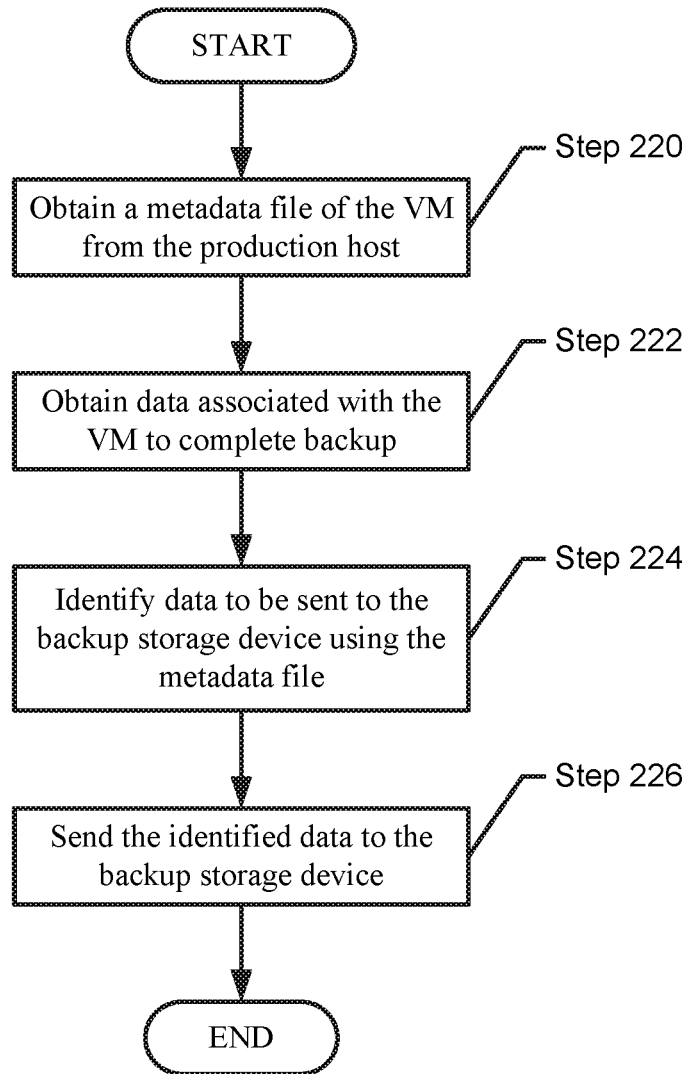 START
Step 220
Obtain a metadata file of the VM
from the production host
Step 222
Obtain data associated with the
VM to complete backup
Step 224
Identify data to be sent to the
backup storage device using the
metadata file
Step 226
Send the identified data to the
backup storage device
END